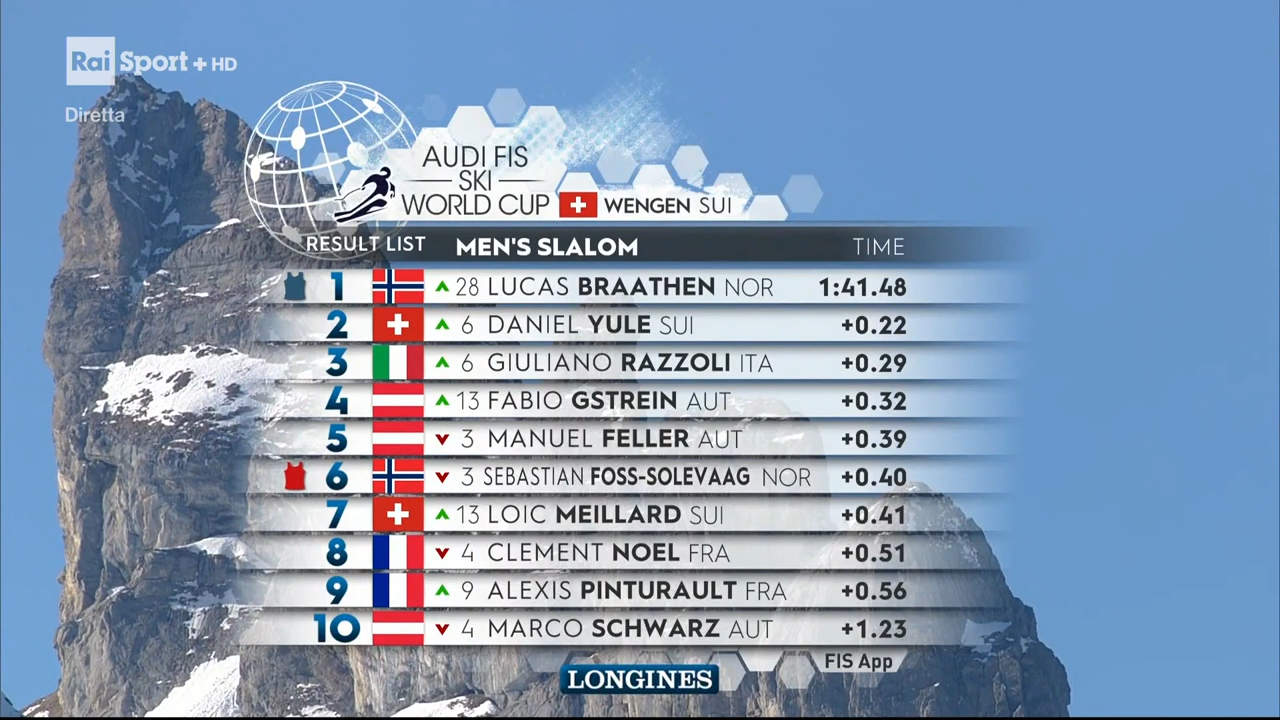 Rai Sport + HD
Diretta
AUDI FIS
SKI
WORLD CUP
WENGEN SUI
RESULT LIST MEN'S SLALOM TIME
1 28 LUCAS BRAATHEN NOR 1:41.48
2 6 DANIEL YULE SUI +0.22
3 6 GIULIANO RAZZOLI ITA +0.29
4 13 FABIO GSTREIN AUT +0.32
5 3 MANUEL FELLER AUT +0.39
6 3 SEBASTIAN FOSS-SOLEVAAG NOR +0.40
7 13 LOIC MEILLARD SUI +0.41
8 4 CLEMENT NOEL FRA +0.51
9 9 ALEXIS PINTURAULT FRA +0.56
10 4 MARCO SCHWARZ AUT +1.23
FIS App
LONGINES